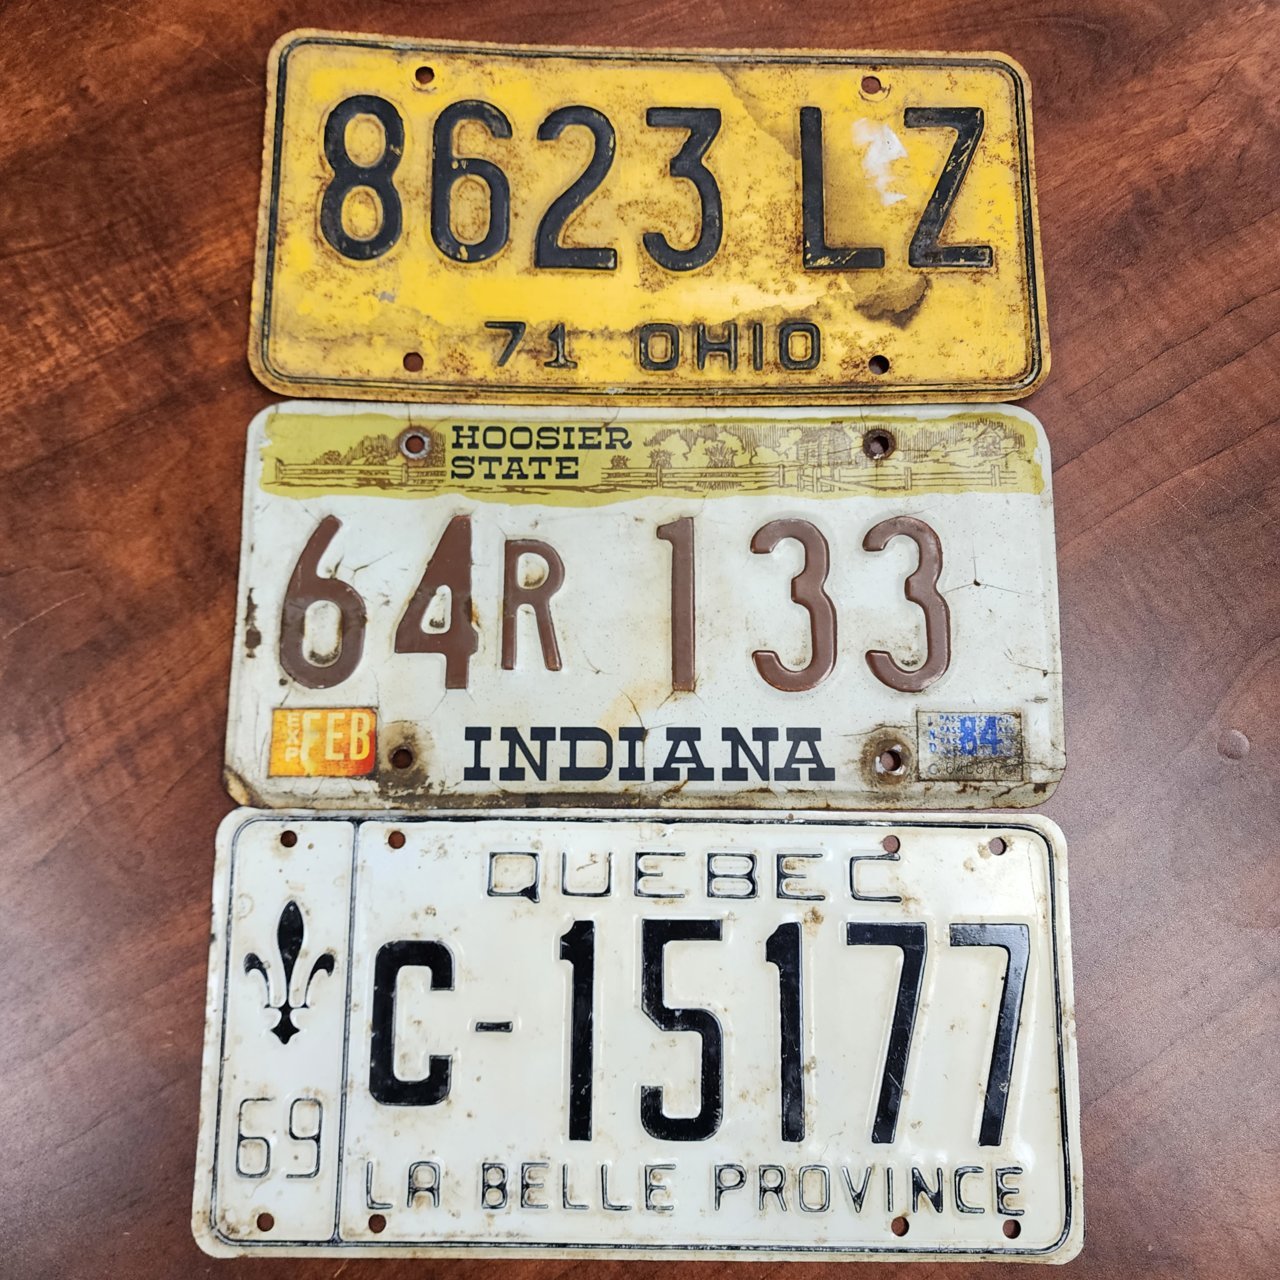 8623 LZ
71 OHIO
HOOSIER
STATE
64R 133
EXP FEB
INDIANA
84
QUEBEC
C-15177
69
LA BELLE PROVINCE